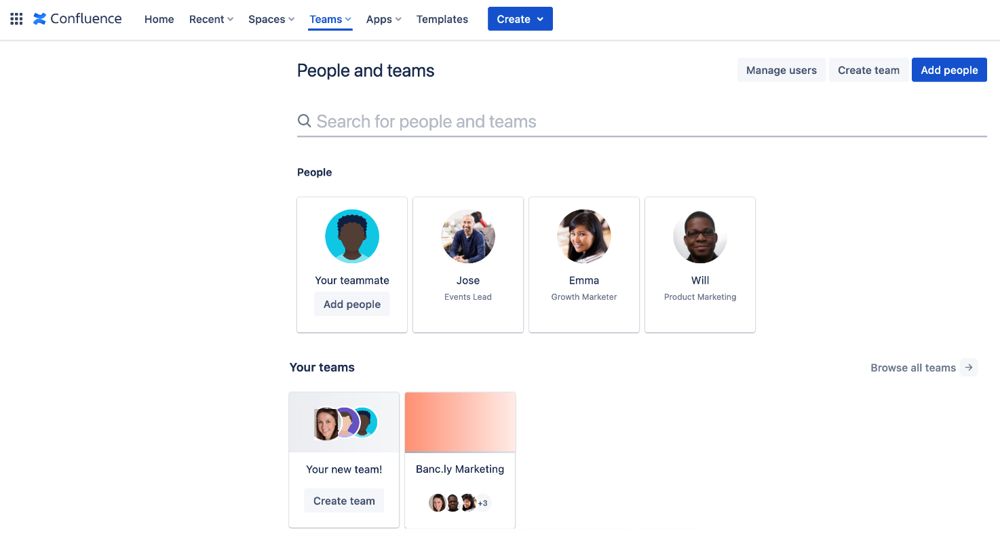 Confluence Home Recent Spaces Teams Apps Templates Create
People and teams Manage users Create team Add people
Search for people and teams
People
Your teammate Jose Emma Will
Events Lead Growth Marketer Product Marketing
Add people
Your teams Browse all teams
Your new team! Banc.ly Marketing
Create team +3